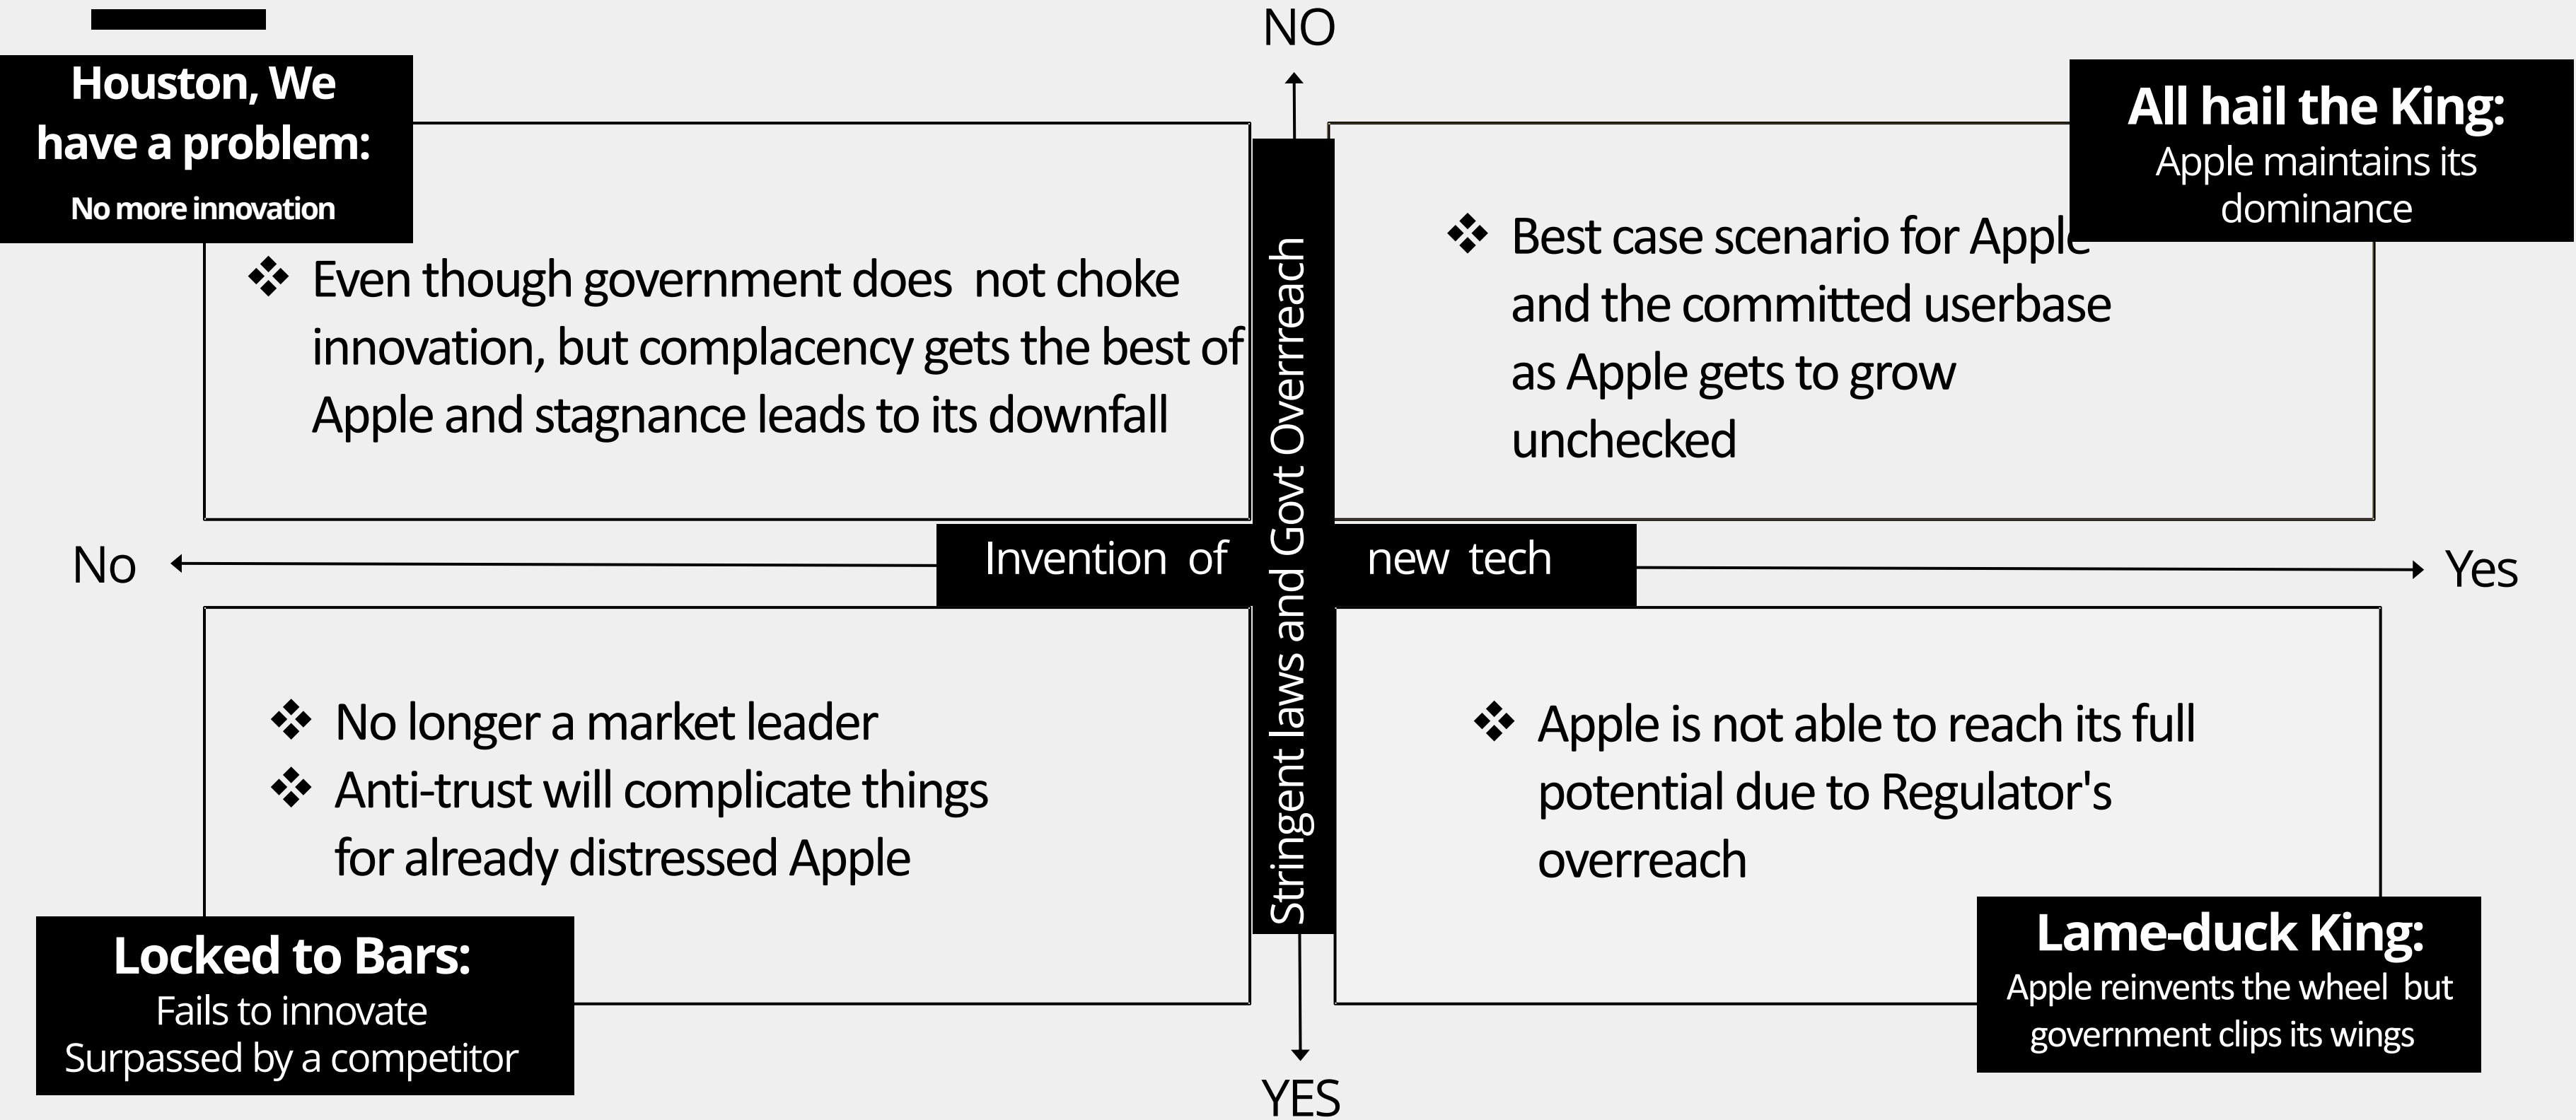 NO
Houston, We
have a problem:
No more innovation
❖ Even though government does not choke
innovation, but complacency gets the best of
Apple and stagnance leads to its downfall
All hail the King:
Apple maintains its
dominance
❖ Best case scenario for Apple
and the committed userbase
as Apple gets to grow
unchecked
Stringent laws and Govt Overrreach
No
Invention of new tech
Yes
❖ No longer a market leader
❖ Anti-trust will complicate things
for already distressed Apple
Locked to Bars:
Fails to innovate
Surpassed by a competitor
❖ Apple is not able to reach its full
potential due to Regulator's
overreach
Lame-duck King:
Apple reinvents the wheel but
government clips its wings
YES